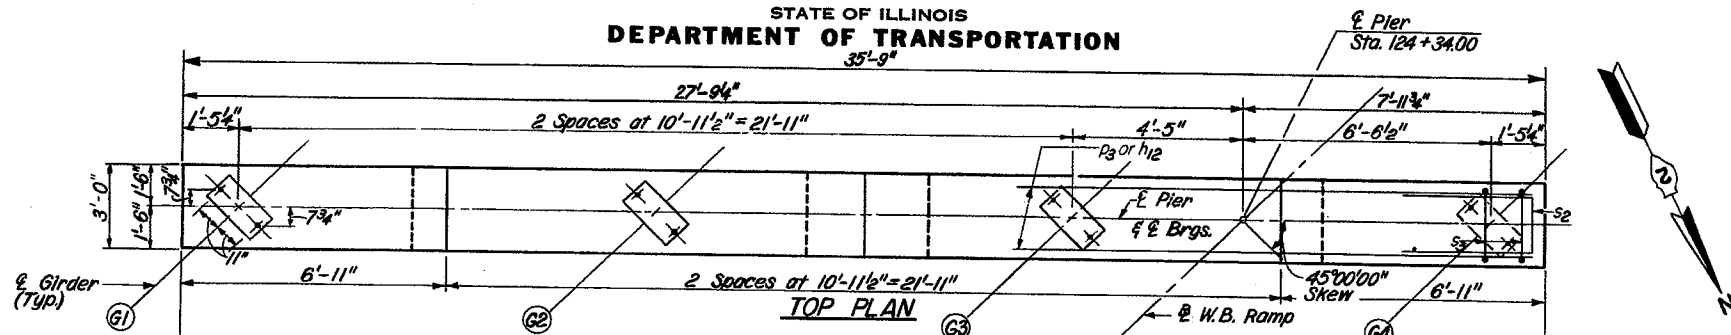 STATE OF ILLINOIS
DEPARTMENT OF TRANSPORTATION
℄ Pier
Sta. 124+34.00
35'-9"
27'-9¼"
7'-11¾"
1'-5¼"
2 Spaces at 10'-11½"=21'-11"
4'-5"
6'-6½"
1'-5¼"
p3 or h12
3'-0"
1'-6" 1'-6"
7¾"
7¾"
11"
℄ Pier
& ℄ Brgs.
s2
s3
2
℄ Girder
(Typ.)
6'-11"
2 Spaces at 10'-11½"=21'-11"
45°00'00"
Skew
6'-11"
G1
G2
TOP PLAN
G3
℄ W.B. Ramp
G4